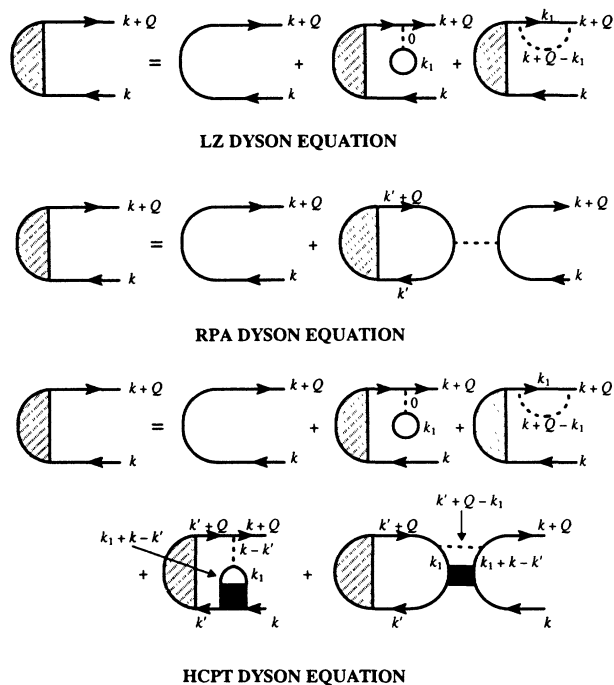 k + Q = k + Q + k + Q + k₁ k + Q
0
k₁
k + Q − k₁
k k k k
LZ DYSON EQUATION
k + Q = k + Q + k′ + Q k + Q
k k k′ k
RPA DYSON EQUATION
k + Q = k + Q + k + Q + k₁ k + Q
0
k₁
k + Q − k₁
k k k k
k′ + Q − k₁
k₁ + k − k′ k′ + Q k + Q k′ + Q k + Q
k − k′
+ k₁ + k₁ k₁ + k − k′
k′ k k′ k
HCPT DYSON EQUATION